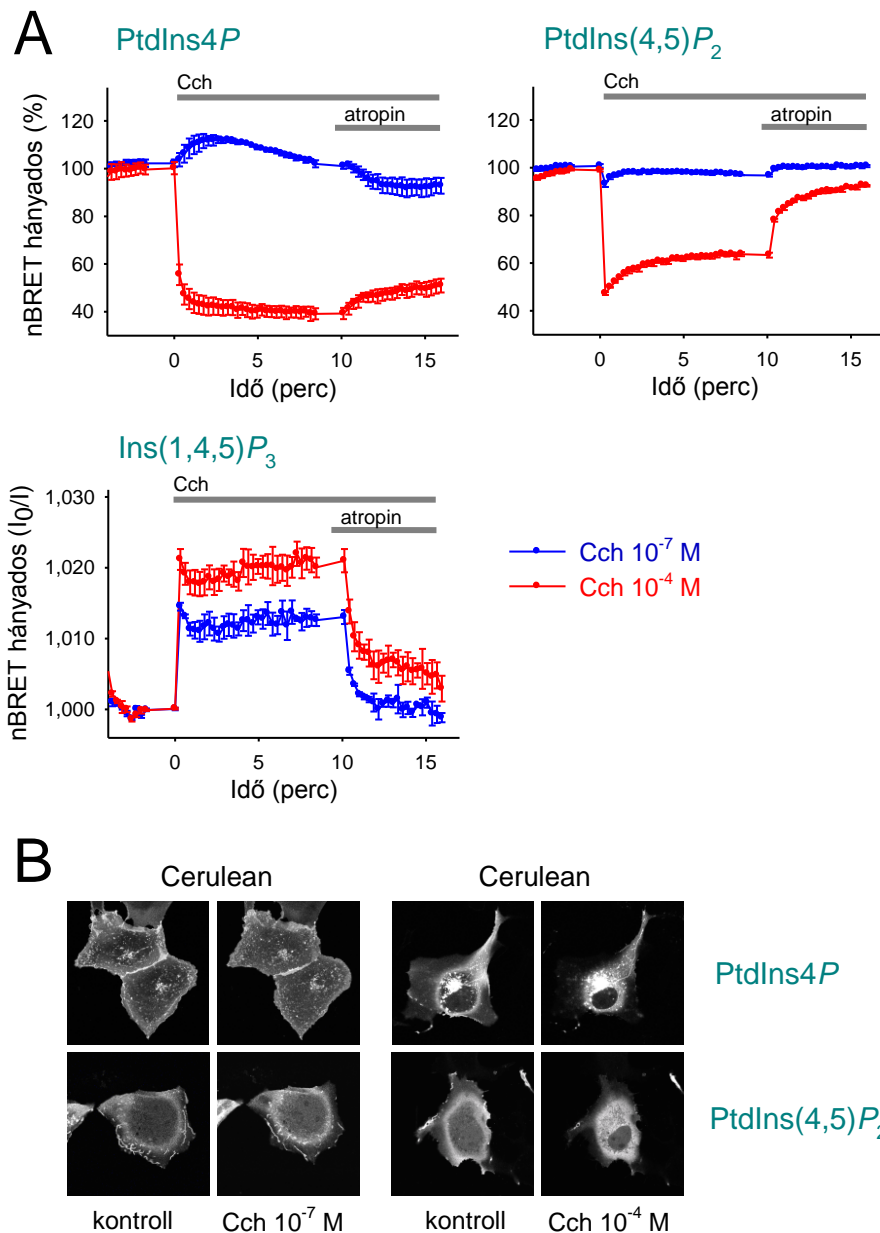 A
PtdIns4P
PtdIns(4,5)P₂
Cch
atropin
nBRET hányados (%)
120
100
80
60
40
0
5
10
15
Idő (perc)
Cch
atropin
120
100
80
60
40
0
5
10
15
Idő (perc)
Ins(1,4,5)P₃
Cch
atropin
nBRET hányados (I₀/I)
1,030
1,020
1,010
1,000
0
5
10
15
Idő (perc)
Cch 10⁻⁷ M
Cch 10⁻⁴ M
B
Cerulean
Cerulean
PtdIns4P
PtdIns(4,5)P₂
kontroll
Cch 10⁻⁷ M
kontroll
Cch 10⁻⁴ M